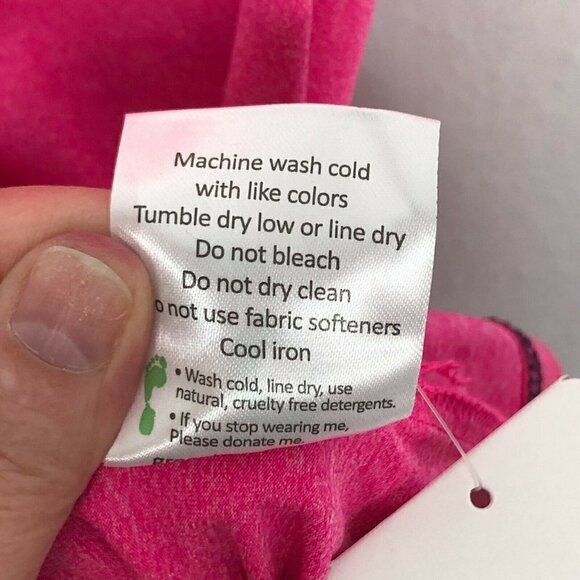 Machine wash cold
with like colors
Tumble dry low or line dry
Do not bleach
Do not dry clean
o not use fabric softeners
Cool iron
• Wash cold, line dry, use
natural, cruelty free detergents.
• If you stop wearing me,
Please donate me.